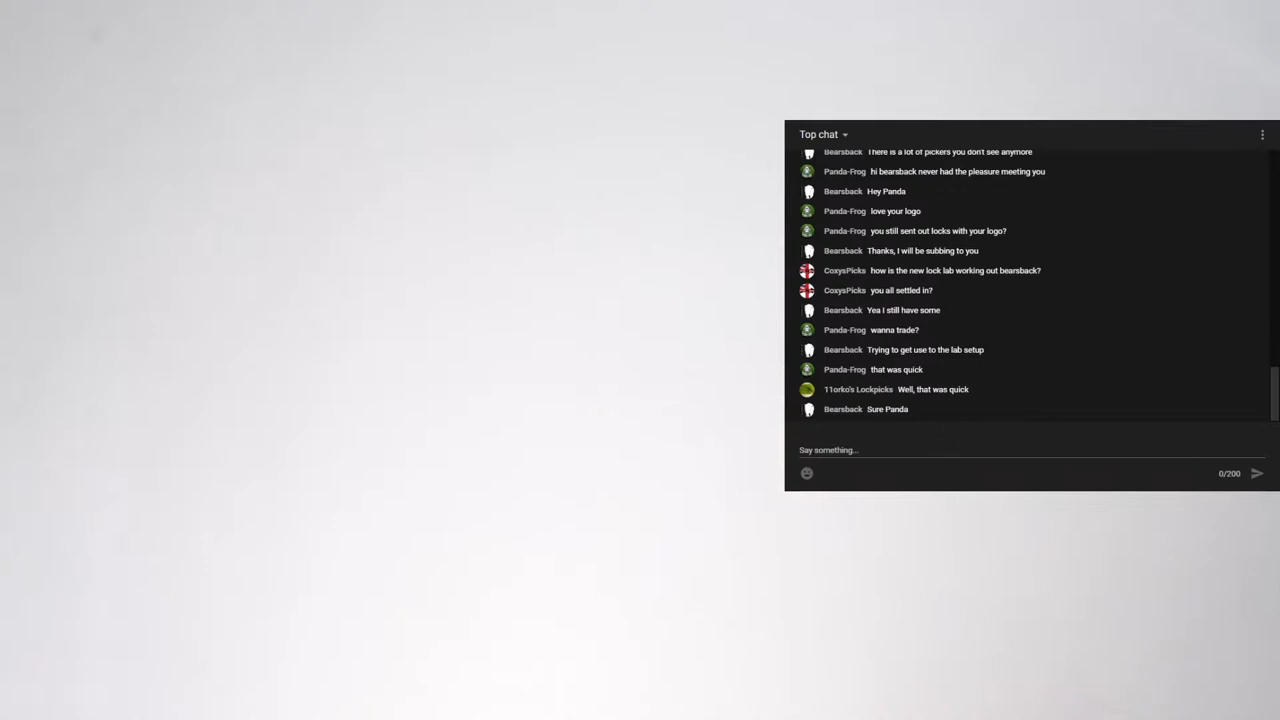 Top chat
Bearsback There is a lot of pickers you don't see anymore
Panda-Frog hi bearsback never had the pleasure meeting you
Bearsback Hey Panda
Panda-Frog love your logo
Panda-Frog you still sent out locks with your logo?
Bearsback Thanks, I will be subbing to you
CoxysPicks how is the new lock lab working out bearsback?
CoxysPicks you all settled in?
Bearsback Yea I still have some
Panda-Frog wanna trade?
Bearsback Trying to get use to the lab setup
Panda-Frog that was quick
11orko's Lockpicks Well, that was quick
Bearsback Sure Panda
Say something...
0/200